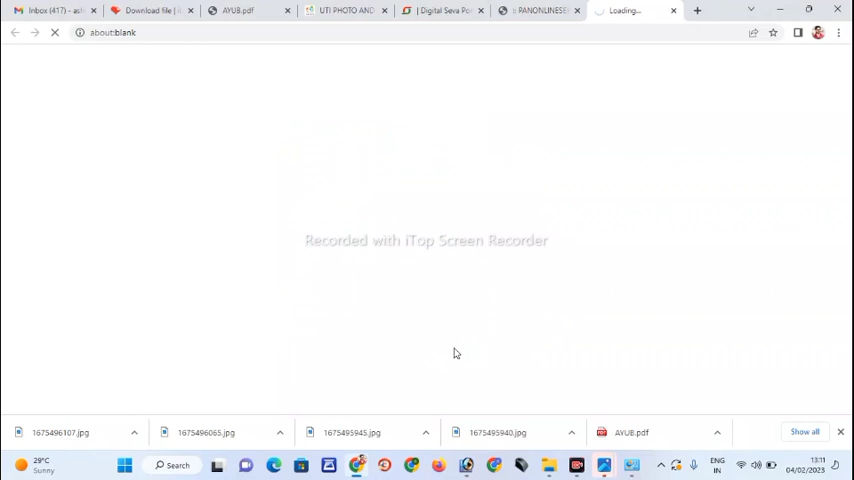 Inbox (417) - as
Download file | i
AYUB.pdf
UTI PHOTO AND
| Digital Seva Po
:: PANONLINESE
Loading...
about:blank
Recorded with iTop Screen Recorder
1675496107.jpg
1675496065.jpg
1675495945.jpg
1675495940.jpg
AYUB.pdf
Show all
29°C
Sunny
Search
ENG
IN
13:11
04/02/2023